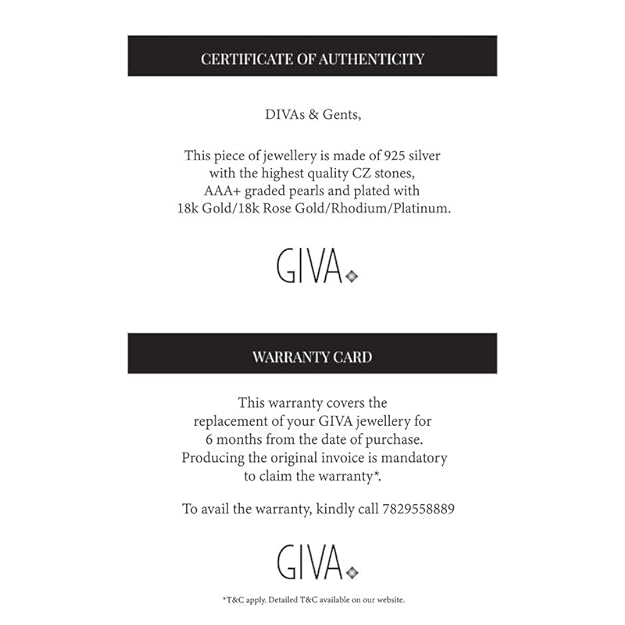 CERTIFICATE OF AUTHENTICITY
DIVAs & Gents,
This piece of jewellery is made of 925 silver
with the highest quality CZ stones,
AAA+ graded pearls and plated with
18k Gold/18k Rose Gold/Rhodium/Platinum.
GIVA
WARRANTY CARD
This warranty covers the
replacement of your GIVA jewellery for
6 months from the date of purchase.
Producing the original invoice is mandatory
to claim the warranty*.
To avail the warranty, kindly call 7829558889
GIVA
*T&C apply, Detailed T&C available on our website.